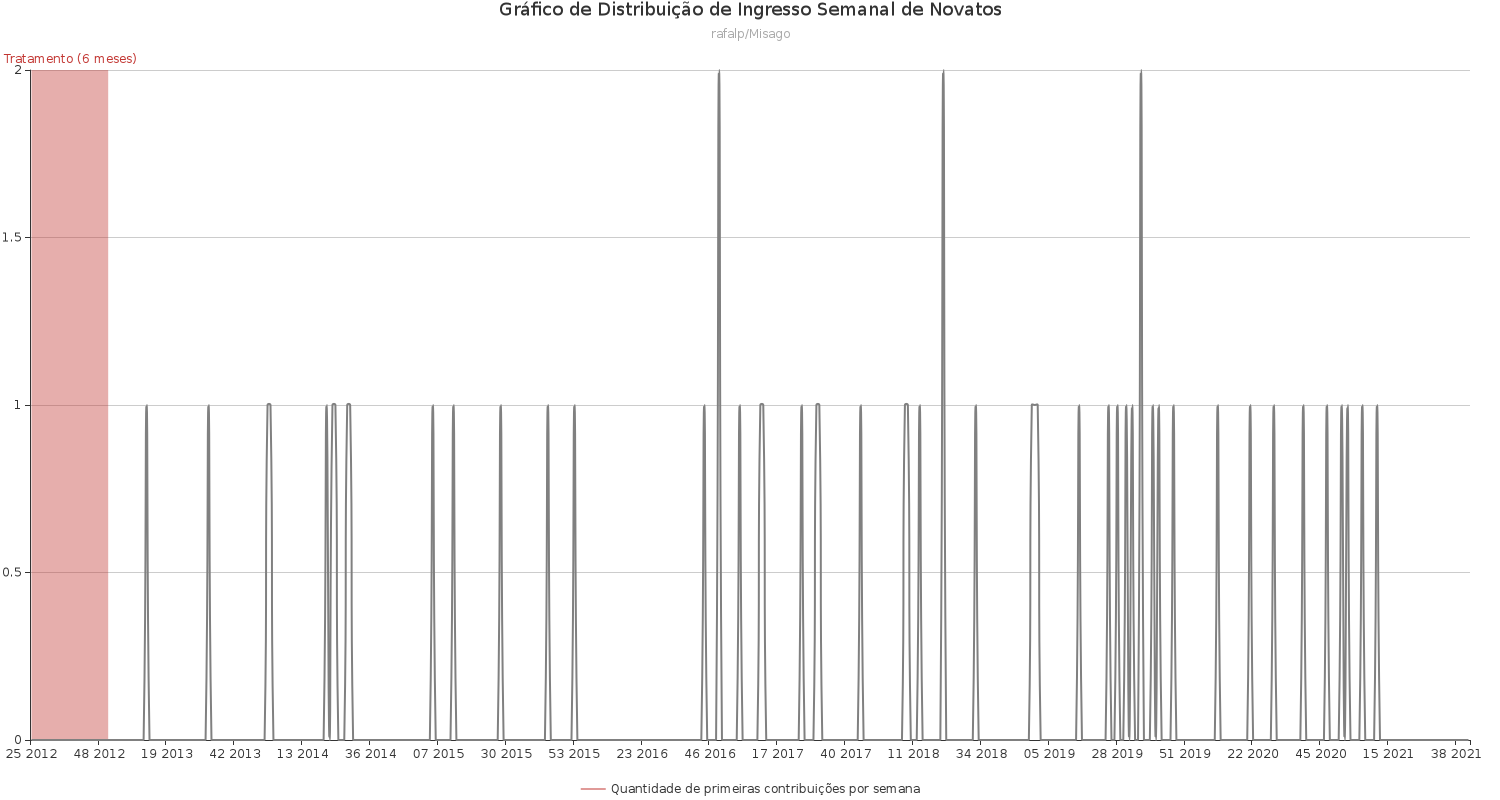 Gráfico de Distribuição de Ingresso Semanal de Novatos
rafalp/Misago
Tratamento (6 meses)
2
1.5
1
0.5
0
25 2012 48 2012 19 2013 42 2013 13 2014 36 2014 07 2015 30 2015 53 2015 23 2016 46 2016 17 2017 40 2017 11 2018 34 2018 05 2019 28 2019 51 2019 22 2020 45 2020 15 2021 38 2021
Quantidade de primeiras contribuições por semana